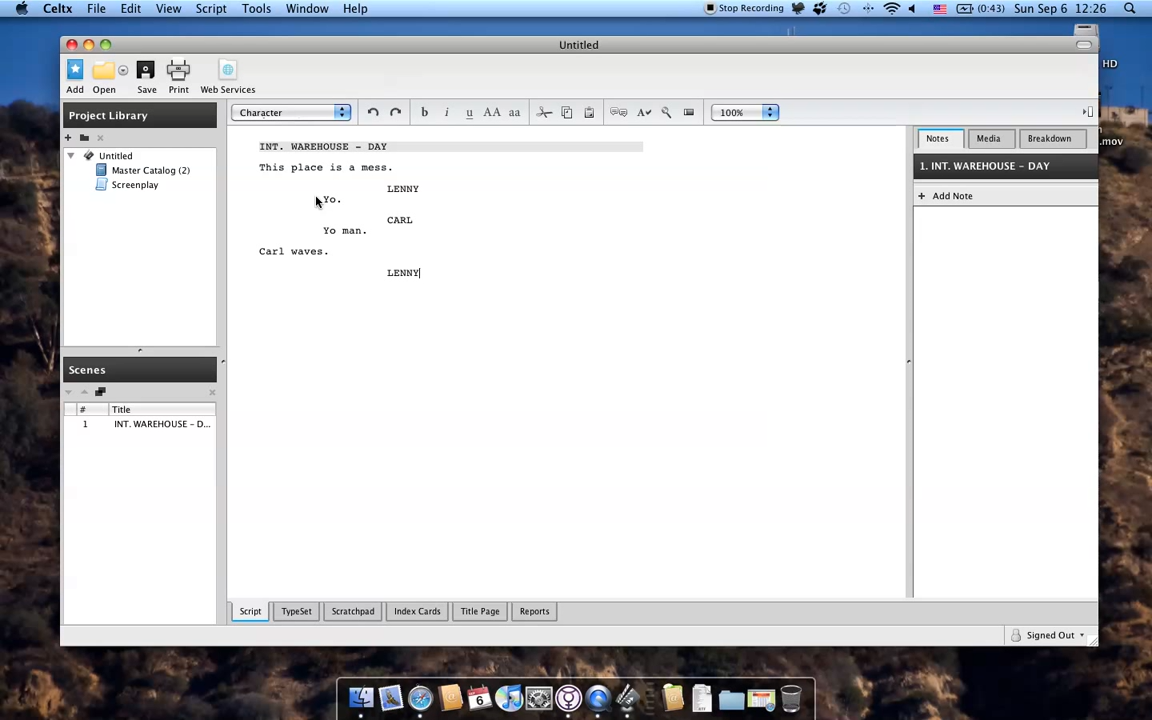 Celtx File Edit View Script Tools Window Help Stop Recording (0:43) Sun Sep 6 12:26
Untitled
HD
Add Open Save Print Web Services
Project Library Character b i u AA aa 100%
.mov
Notes Media Breakdown
Untitled
Master Catalog (2)
Screenplay
INT. WAREHOUSE - DAY
This place is a mess.
LENNY
Yo.
CARL
Yo man.
Carl waves.
LENNY
1. INT. WAREHOUSE - DAY
+ Add Note
Scenes
# Title
1 INT. WAREHOUSE - D...
Script TypeSet Scratchpad Index Cards Title Page Reports
Signed Out
6